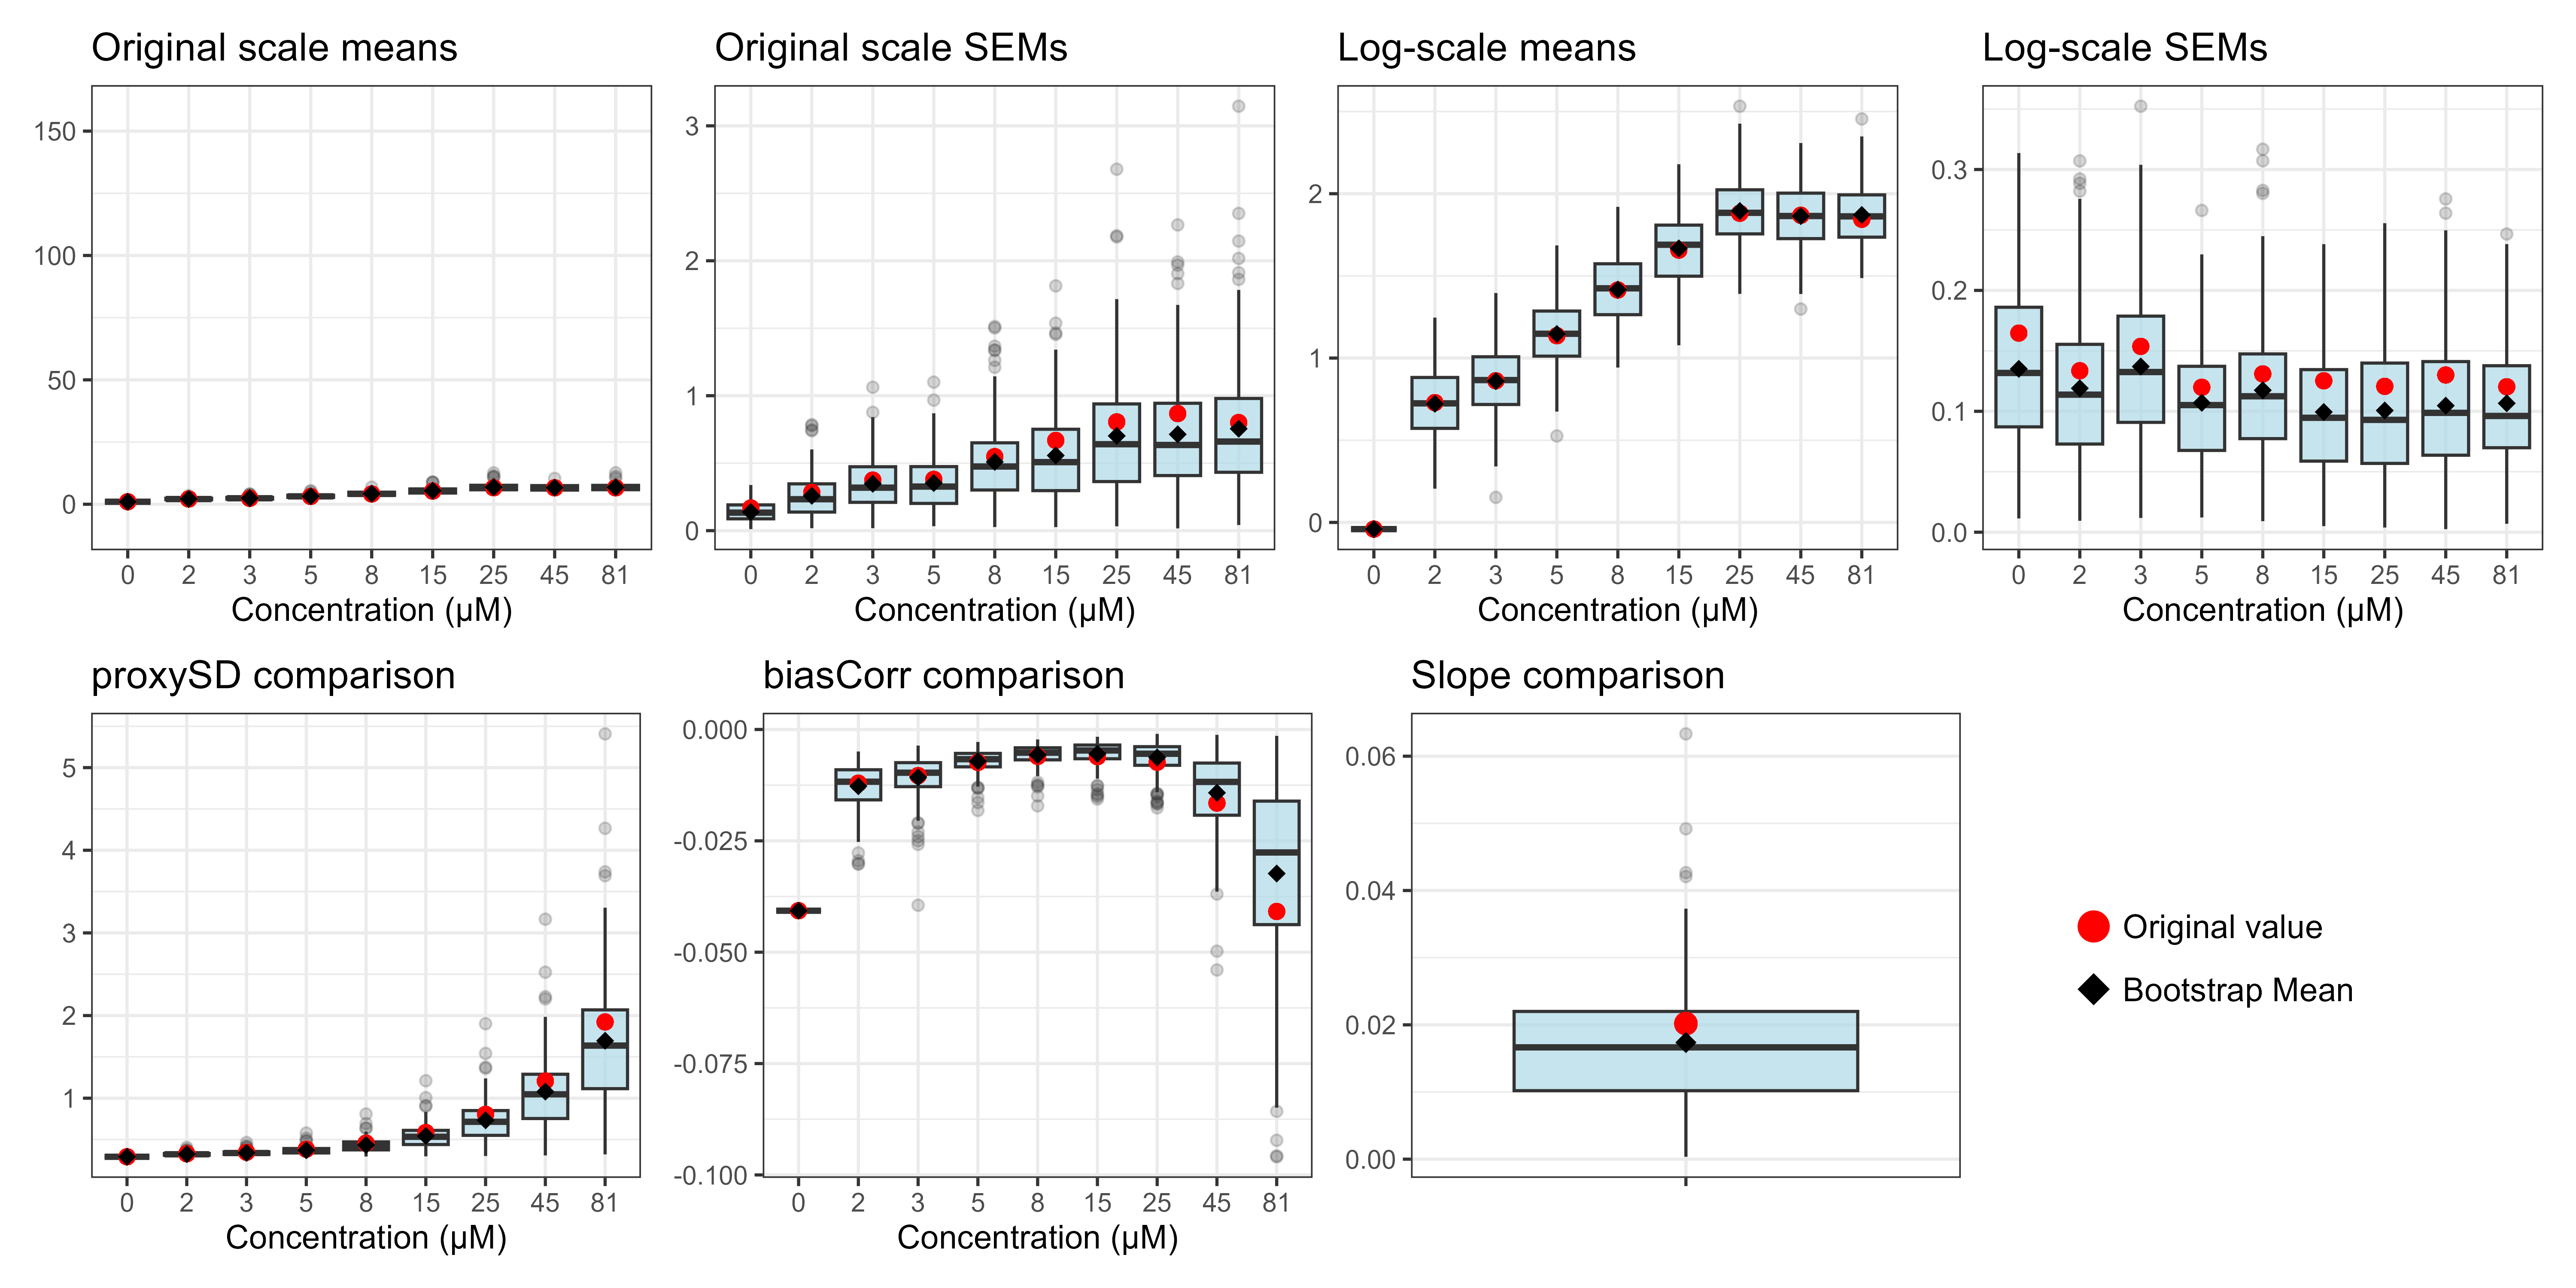 Original scale means
Original scale SEMs
Log-scale means
Log-scale SEMs
150
100
50
0
0 2 3 5 8 15 25 45 81
Concentration (µM)
3
2
1
0
0 2 3 5 8 15 25 45 81
Concentration (µM)
2
1
0
0 2 3 5 8 15 25 45 81
Concentration (µM)
0.3
0.2
0.1
0.0
0 2 3 5 8 15 25 45 81
Concentration (µM)
proxySD comparison
biasCorr comparison
Slope comparison
5
4
3
2
1
0 2 3 5 8 15 25 45 81
Concentration (µM)
0.000
-0.025
-0.050
-0.075
-0.100
0 2 3 5 8 15 25 45 81
Concentration (µM)
0.06
0.04
0.02
0.00
Original value
Bootstrap Mean